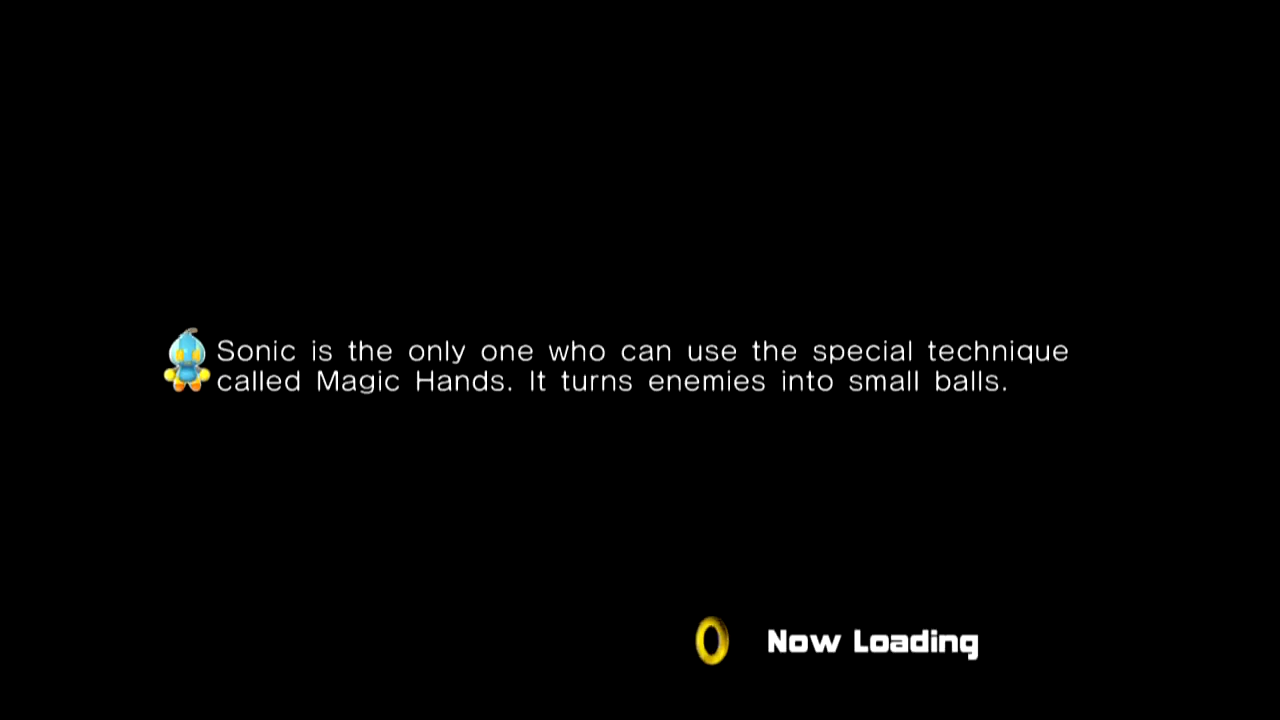 Sonic is the only one who can use the special technique
called Magic Hands. It turns enemies into small balls.
Now Loading